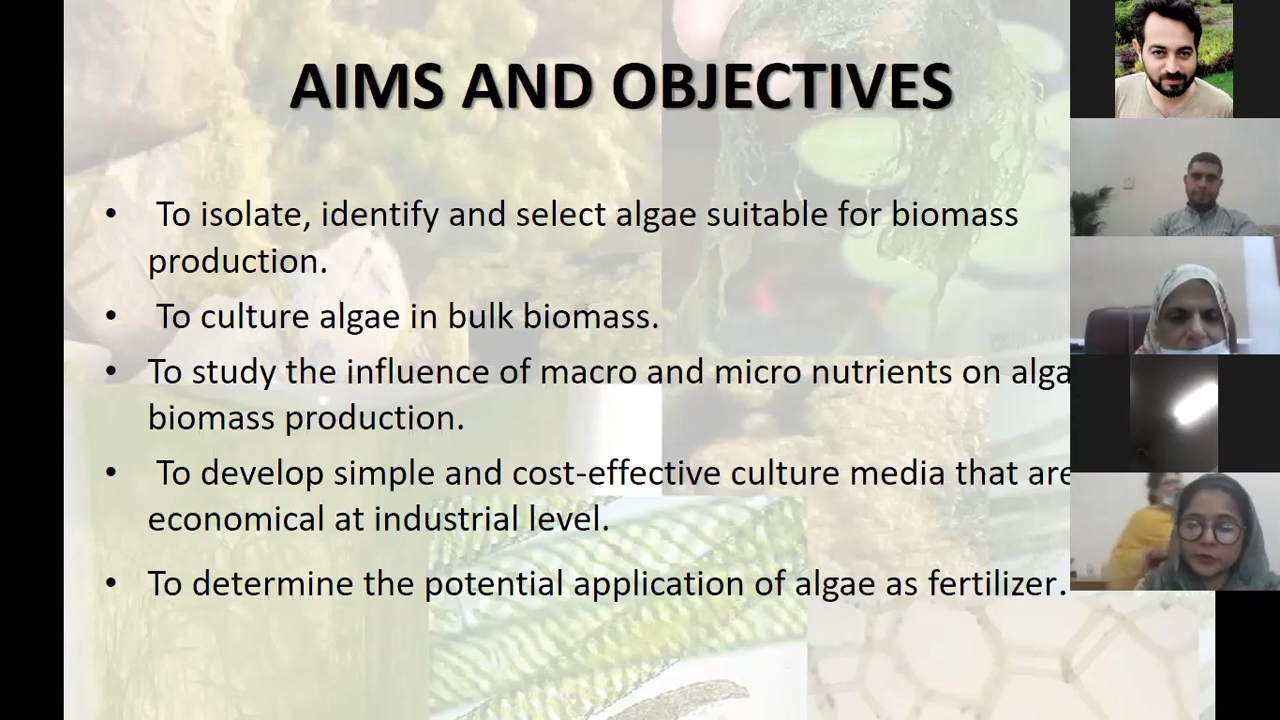 AIMS AND OBJECTIVES
• To isolate, identify and select algae suitable for biomass
production.
• To culture algae in bulk biomass.
• To study the influence of macro and micro nutrients on alga
biomass production.
• To develop simple and cost-effective culture media that are
economical at industrial level.
• To determine the potential application of algae as fertilizer.